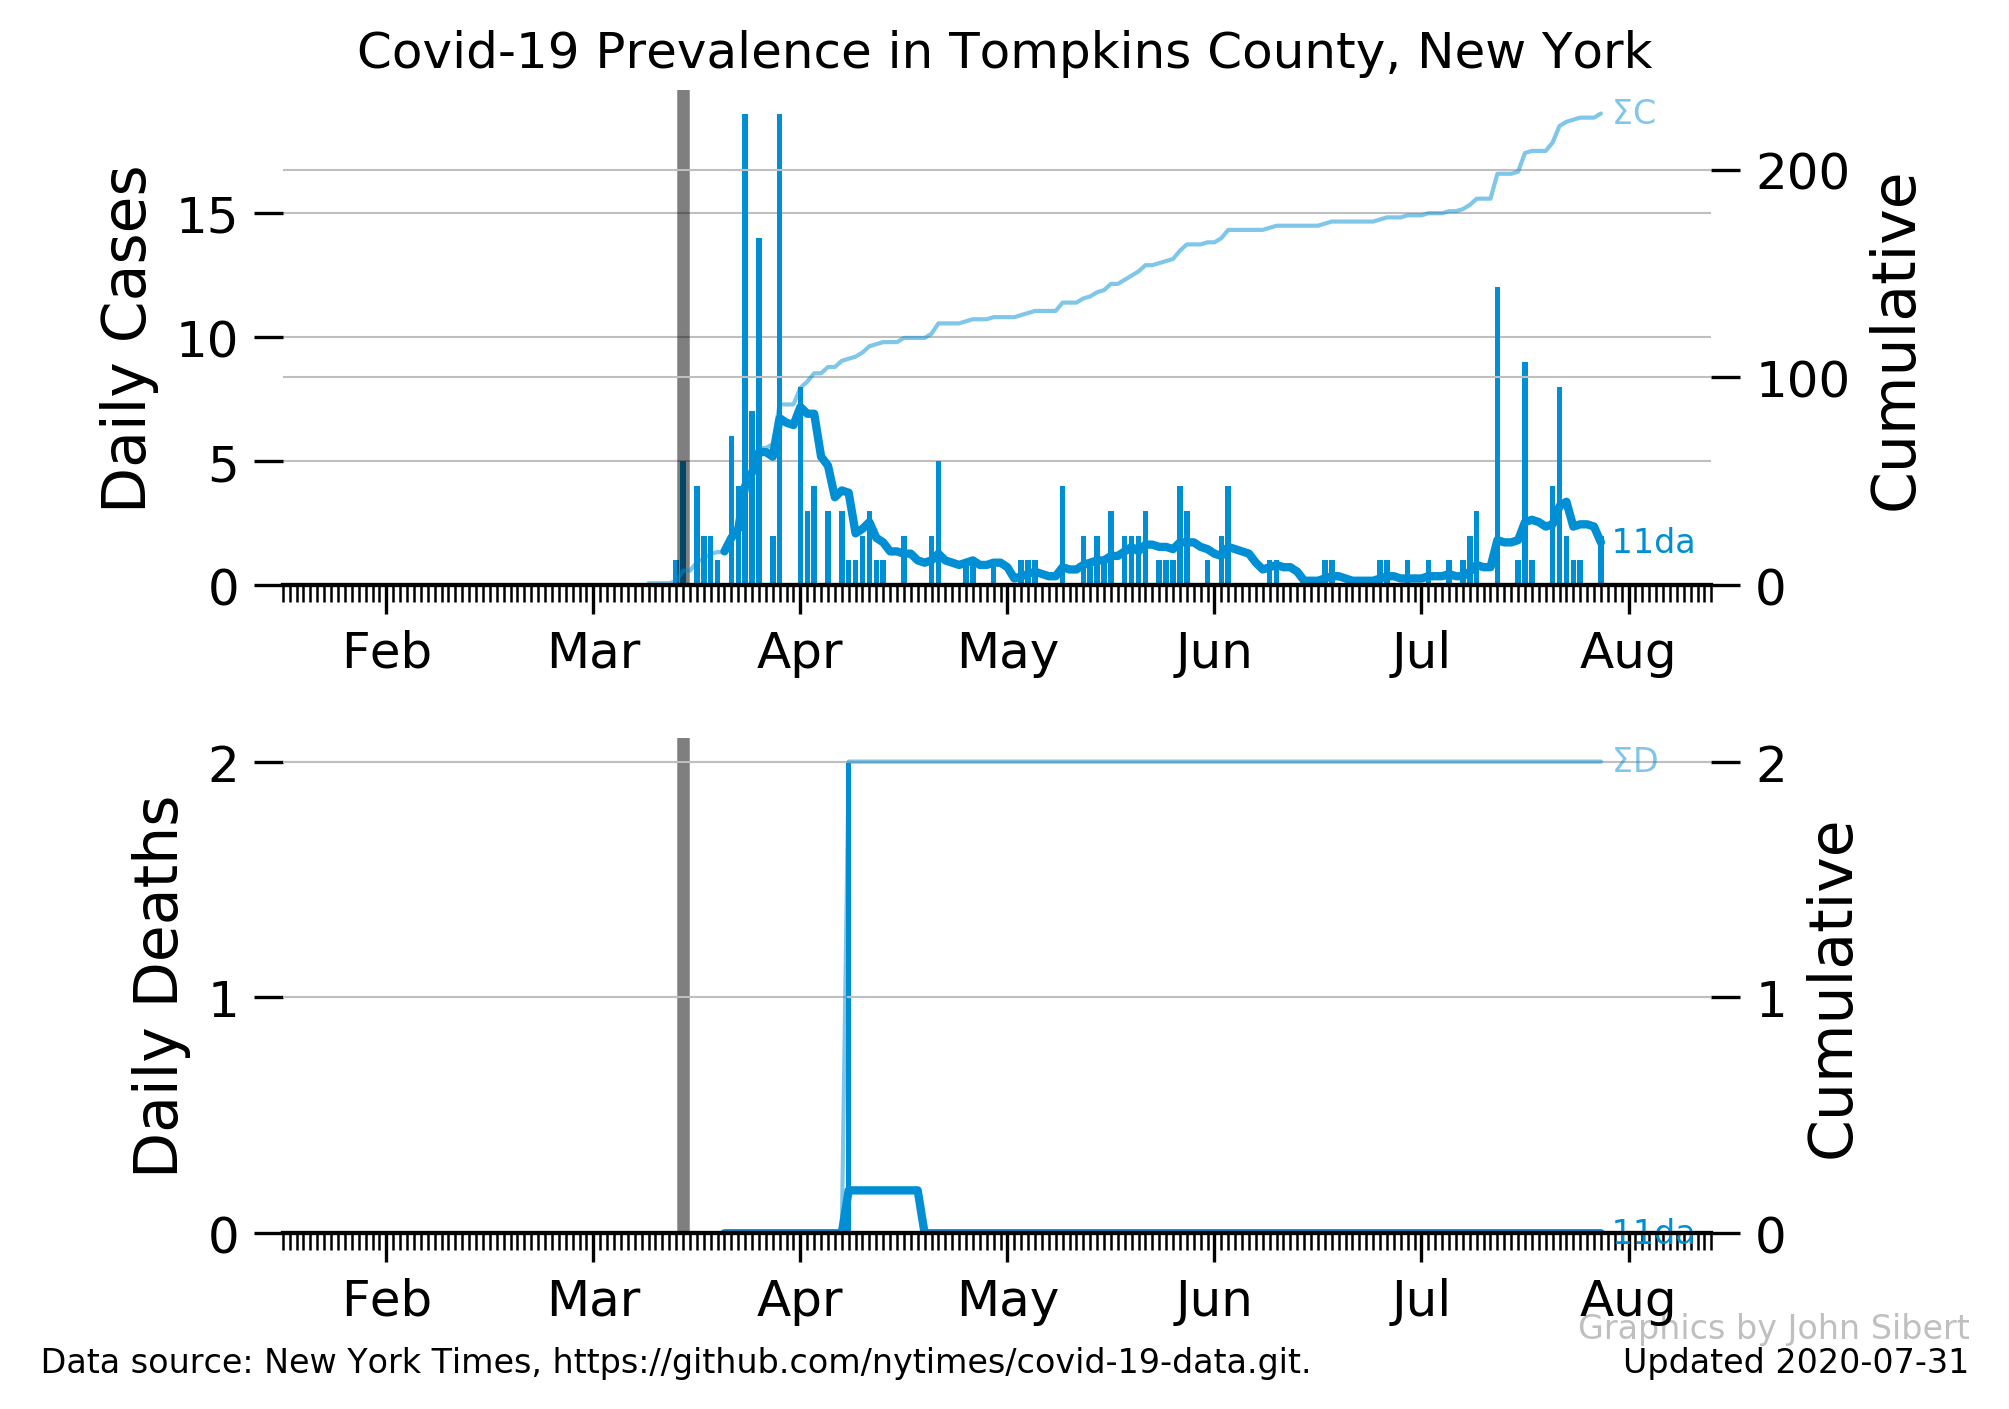 Covid-19 Prevalence in Tompkins County, New York
Daily Cases
15
10
5
0
200
100
0
Cumulative
ΣC
11da
Feb Mar Apr May Jun Jul Aug
Daily Deaths
2
1
0
2
1
0
Cumulative
ΣD
11da
Feb Mar Apr May Jun Jul Aug
Graphics by John Sibert
Data source: New York Times, https://github.com/nytimes/covid-19-data.git.
Updated 2020-07-31